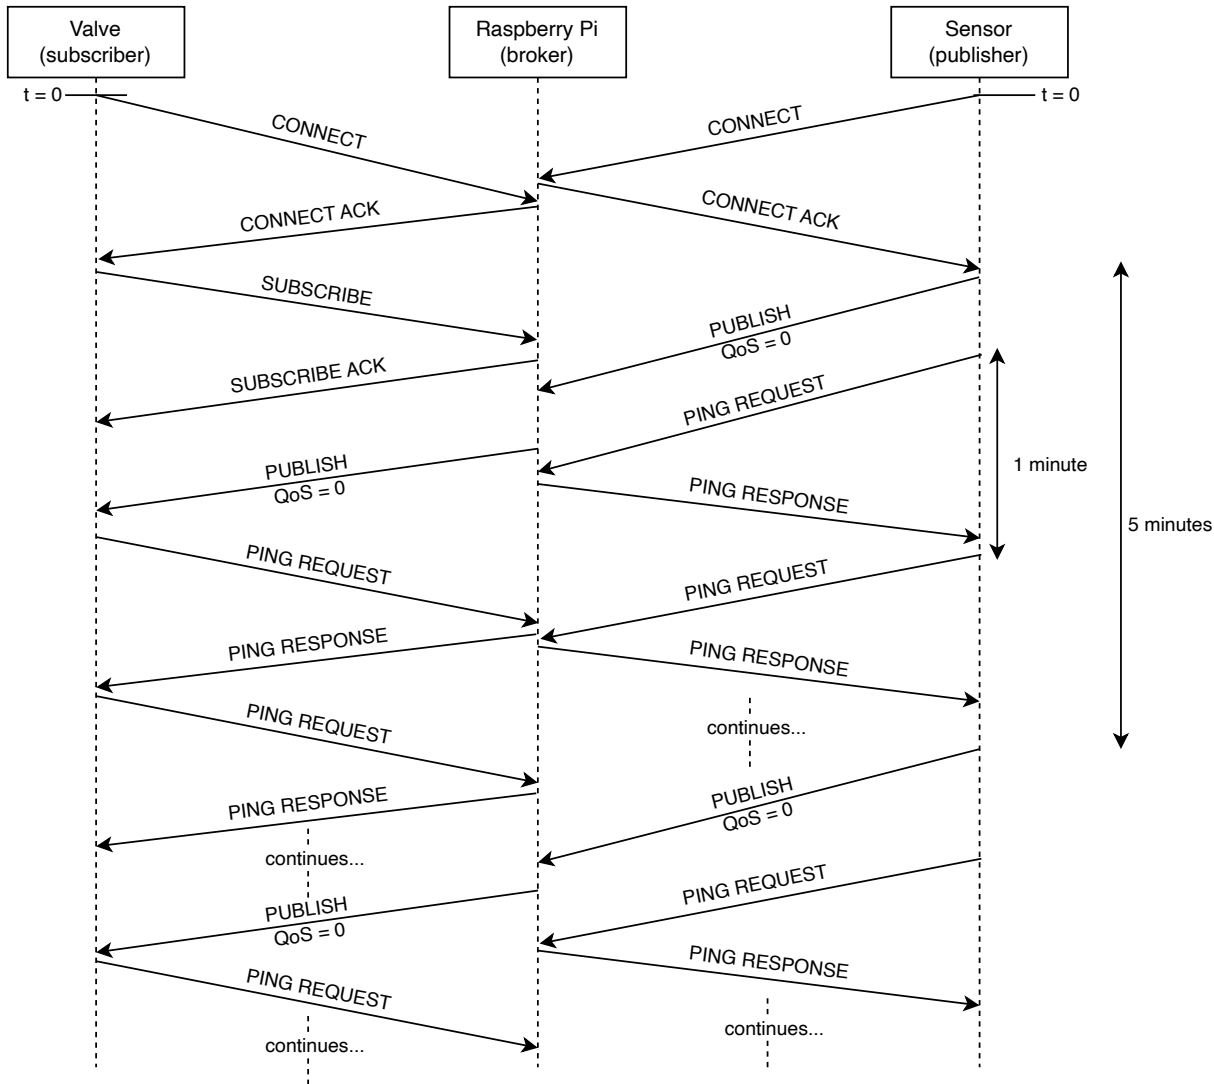 Valve
(subscriber)
Raspberry Pi
(broker)
Sensor
(publisher)
t = 0
t = 0
CONNECT
CONNECT
CONNECT ACK
CONNECT ACK
SUBSCRIBE
PUBLISH
QoS = 0
SUBSCRIBE ACK
PING REQUEST
1 minute
PUBLISH
QoS = 0
PING RESPONSE
5 minutes
PING REQUEST
PING REQUEST
PING RESPONSE
PING RESPONSE
PING REQUEST
continues...
PING RESPONSE
PUBLISH
QoS = 0
continues...
PING REQUEST
PUBLISH
QoS = 0
PING RESPONSE
PING REQUEST
continues...
continues...